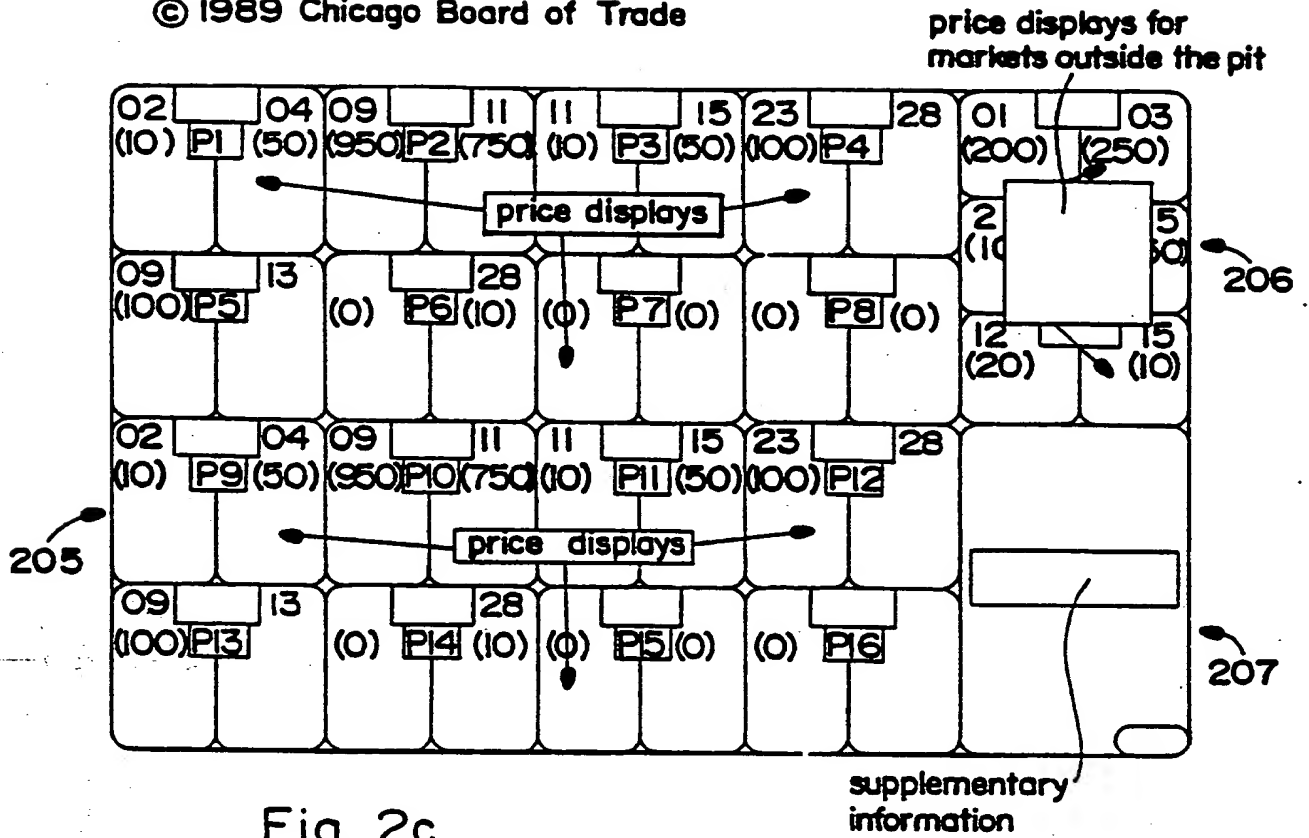 © 1989 Chicago Board of Trade
price displays for
markets outside the pit
02 04 09 11 11 15 23 28 01 03
(10) P1 (50) (950) P2 (750) (10) P3 (50) (100) P4 (200) (250)
price displays
2 5
206
09 13 28
(100) P5 (0) P6 (10) (0) P7 (0) (0) P8 (0)
12 15
(20) (10)
02 04 09 11 11 15 23 28
(10) P9 (50) (950) P10 (750) (10) P11 (50) (100) P12
205
price displays
09 13 28
(100) P13 (0) P14 (10) (0) P15 (0) (0) P16
207
supplementary
information
Fig. 2c